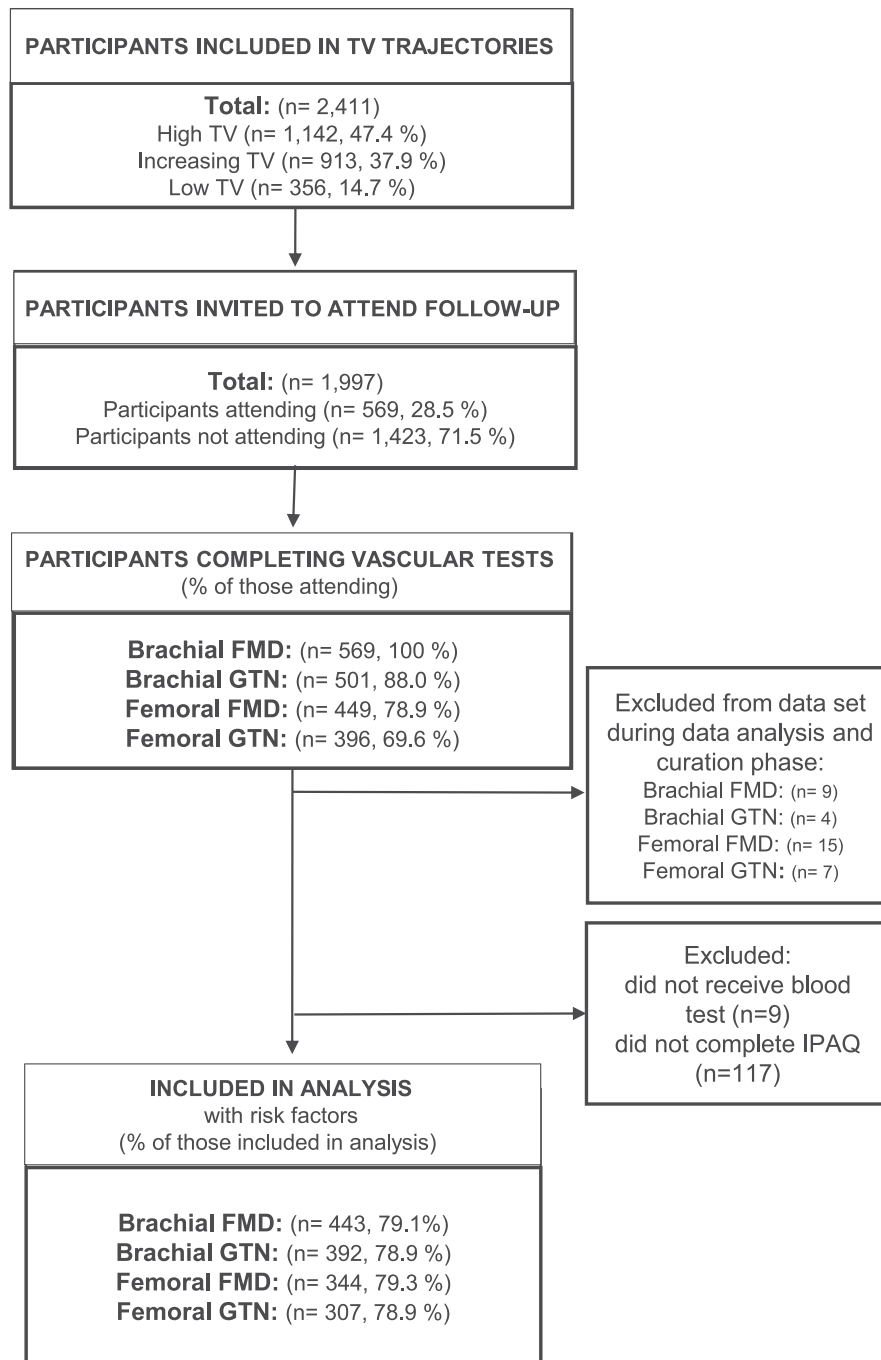 PARTICIPANTS INCLUDED IN TV TRAJECTORIES
Total: (n= 2,411)
High TV (n= 1,142, 47.4 %)
Increasing TV (n= 913, 37.9 %)
Low TV (n= 356, 14.7 %)
PARTICIPANTS INVITED TO ATTEND FOLLOW-UP
Total: (n= 1,997)
Participants attending (n= 569, 28.5 %)
Participants not attending (n= 1,423, 71.5 %)
PARTICIPANTS COMPLETING VASCULAR TESTS
(% of those attending)
Brachial FMD: (n= 569, 100 %)
Brachial GTN: (n= 501, 88.0 %)
Femoral FMD: (n= 449, 78.9 %)
Femoral GTN: (n= 396, 69.6 %)
Excluded from data set
during data analysis and
curation phase:
Brachial FMD: (n= 9)
Brachial GTN: (n= 4)
Femoral FMD: (n= 15)
Femoral GTN: (n= 7)
Excluded:
did not receive blood
test (n=9)
did not complete IPAQ
(n=117)
INCLUDED IN ANALYSIS
with risk factors
(% of those included in analysis)
Brachial FMD: (n= 443, 79.1%)
Brachial GTN: (n= 392, 78.9 %)
Femoral FMD: (n= 344, 79.3 %)
Femoral GTN: (n= 307, 78.9 %)